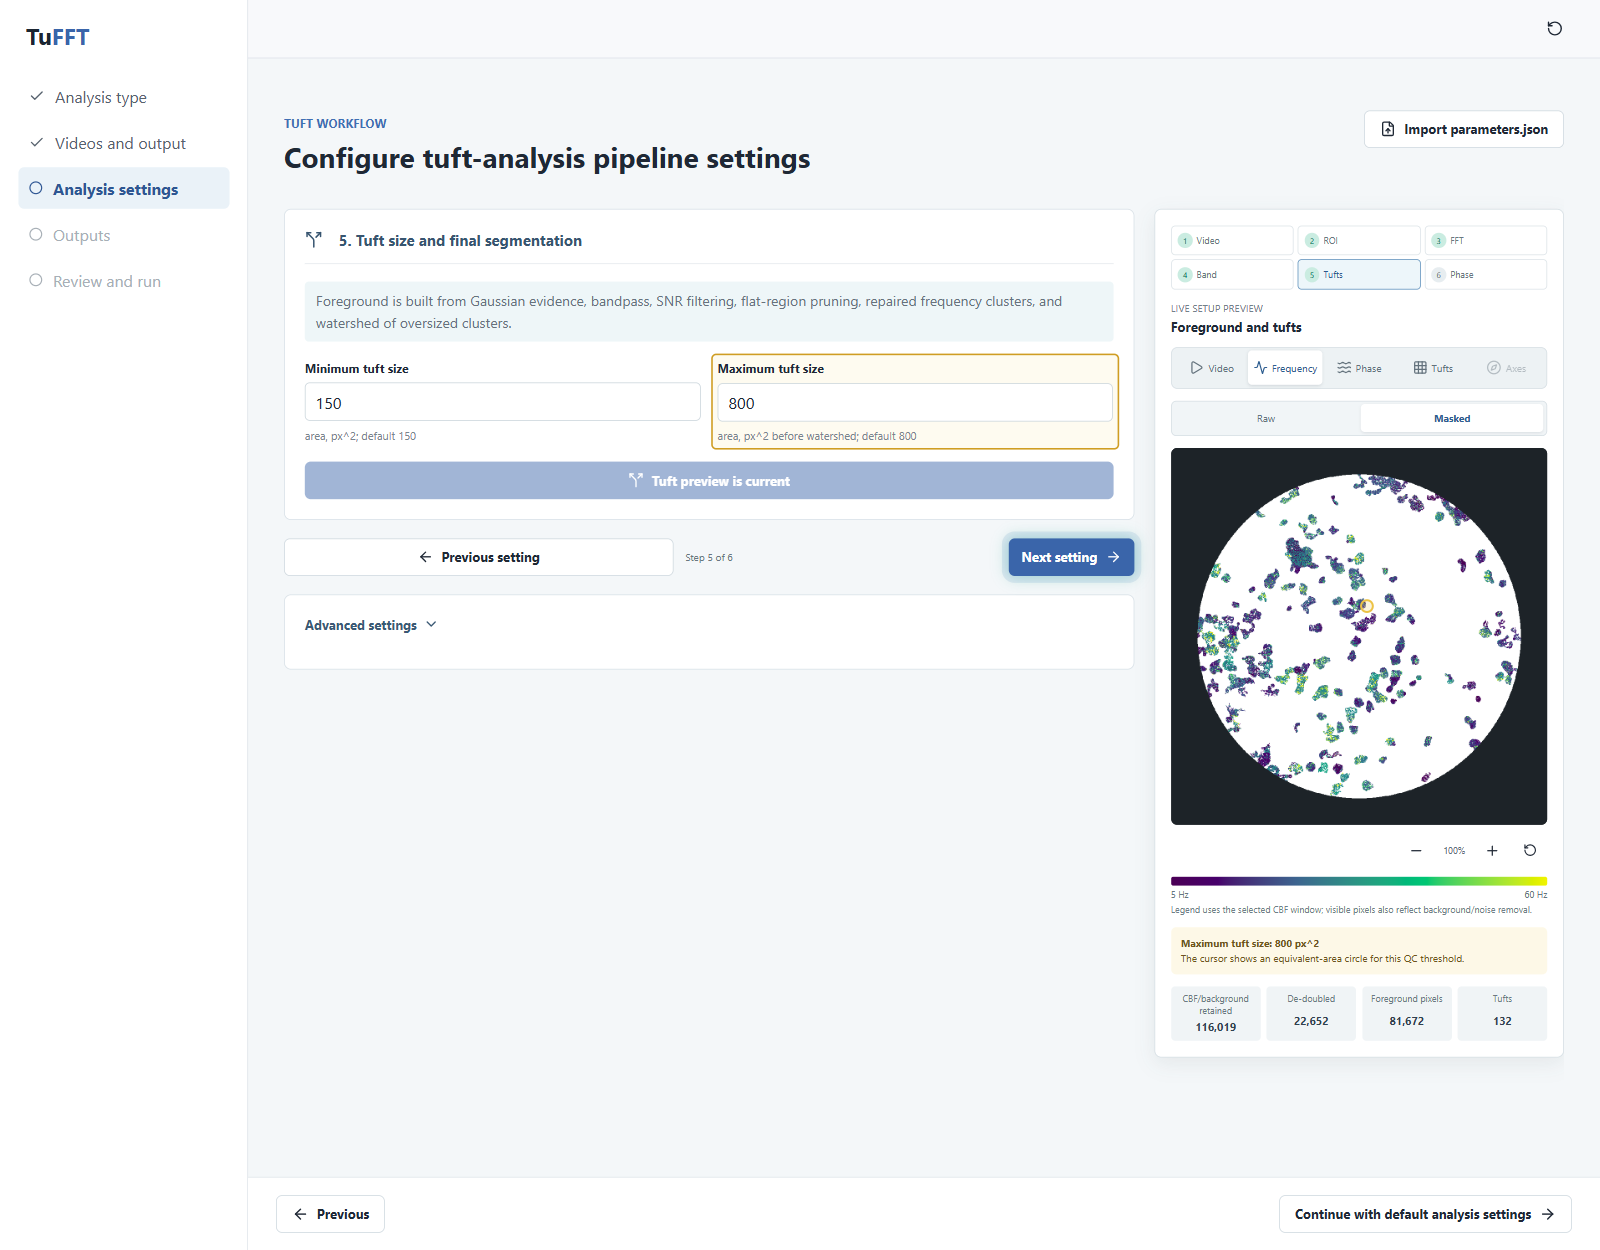 TuFFT
Analysis type
Videos and output
Analysis settings
Outputs
Review and run
TUFT WORKFLOW
Configure tuft-analysis pipeline settings
Import parameters.json
5. Tuft size and final segmentation
Foreground is built from Gaussian evidence, bandpass, SNR filtering, flat-region pruning, repaired frequency clusters, and
watershed of oversized clusters.
Minimum tuft size
150
area, px^2; default 150
Maximum tuft size
800
area, px^2 before watershed; default 800
Tuft preview is current
Previous setting
Step 5 of 6
Next setting
Advanced settings
1 Video
2 ROI
3 FFT
4 Band
5 Tufts
6 Phase
LIVE SETUP PREVIEW
Foreground and tufts
Video
Frequency
Phase
Tufts
Axes
Raw
Masked
100%
5 Hz
60 Hz
Legend uses the selected CBF window; visible pixels also reflect background/noise removal.
Maximum tuft size: 800 px^2
The cursor shows an equivalent-area circle for this QC threshold.
CBF/background
retained
116,019
De-doubled
22,652
Foreground pixels
81,672
Tufts
132
Previous
Continue with default analysis settings